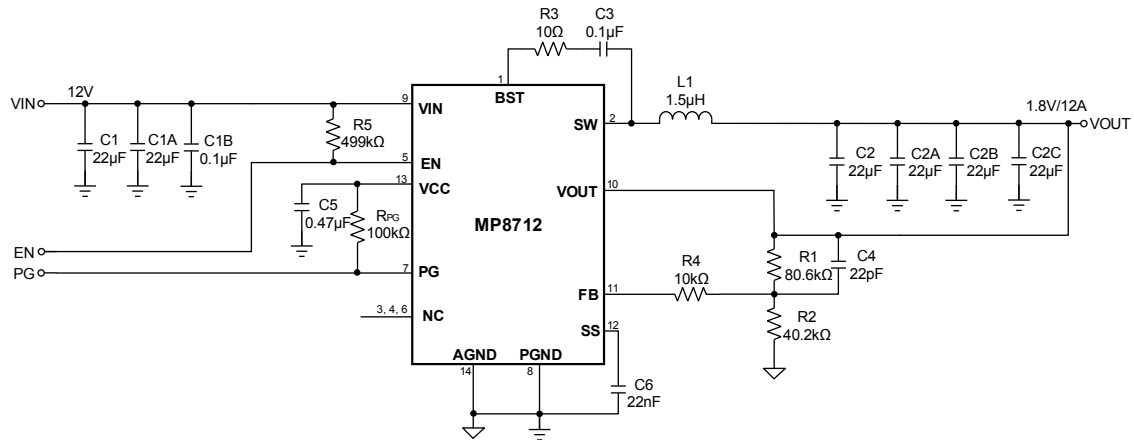 R3
10Ω
C3
0.1μF
1
BST
VIN
12V
9
VIN
C1
22μF
C1A
22μF
C1B
0.1μF
R5
499kΩ
5
EN
13
VCC
C5
0.47μF
RPG
100kΩ
EN
PG
7
PG
3, 4, 6
NC
MP8712
SW
2
L1
1.5μH
1.8V/12A
VOUT
C2
22μF
C2A
22μF
C2B
22μF
C2C
22μF
VOUT
10
R1
80.6kΩ
C4
22pF
R4
10kΩ
FB
11
R2
40.2kΩ
SS
12
C6
22nF
AGND
14
PGND
8